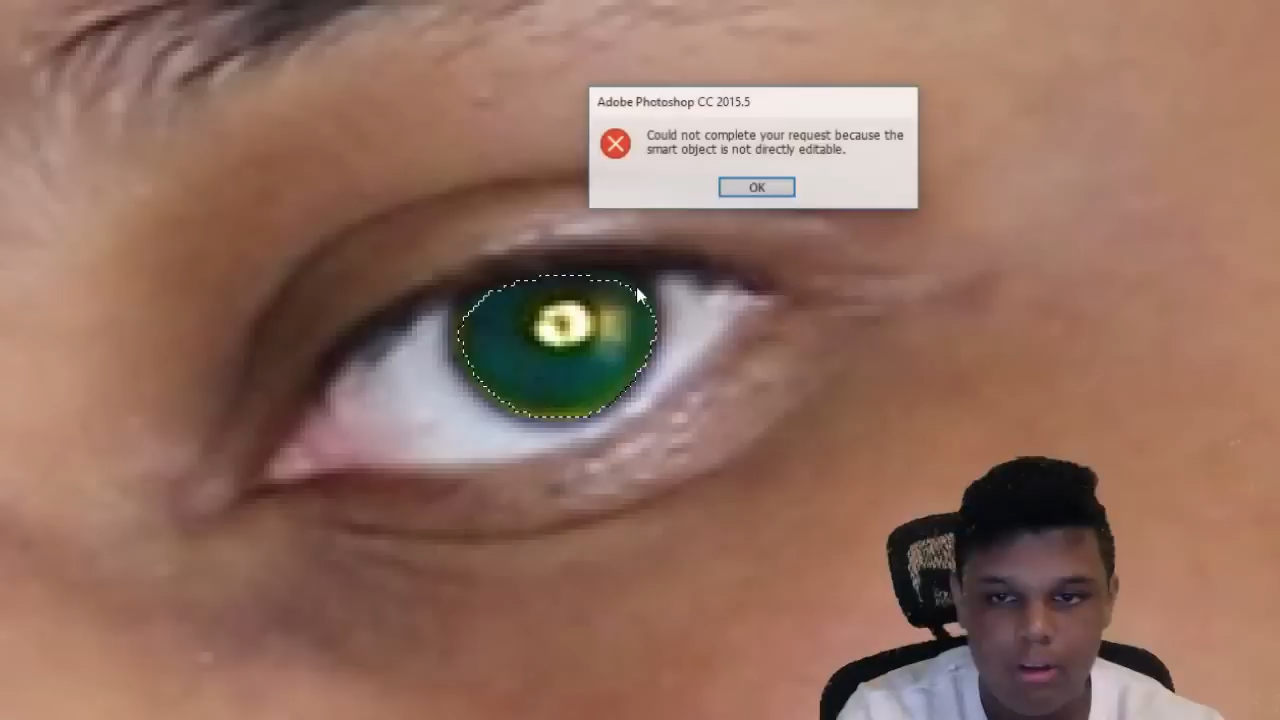 Adobe Photoshop CC 2015.5
Could not complete your request because the
smart object is not directly editable.
OK